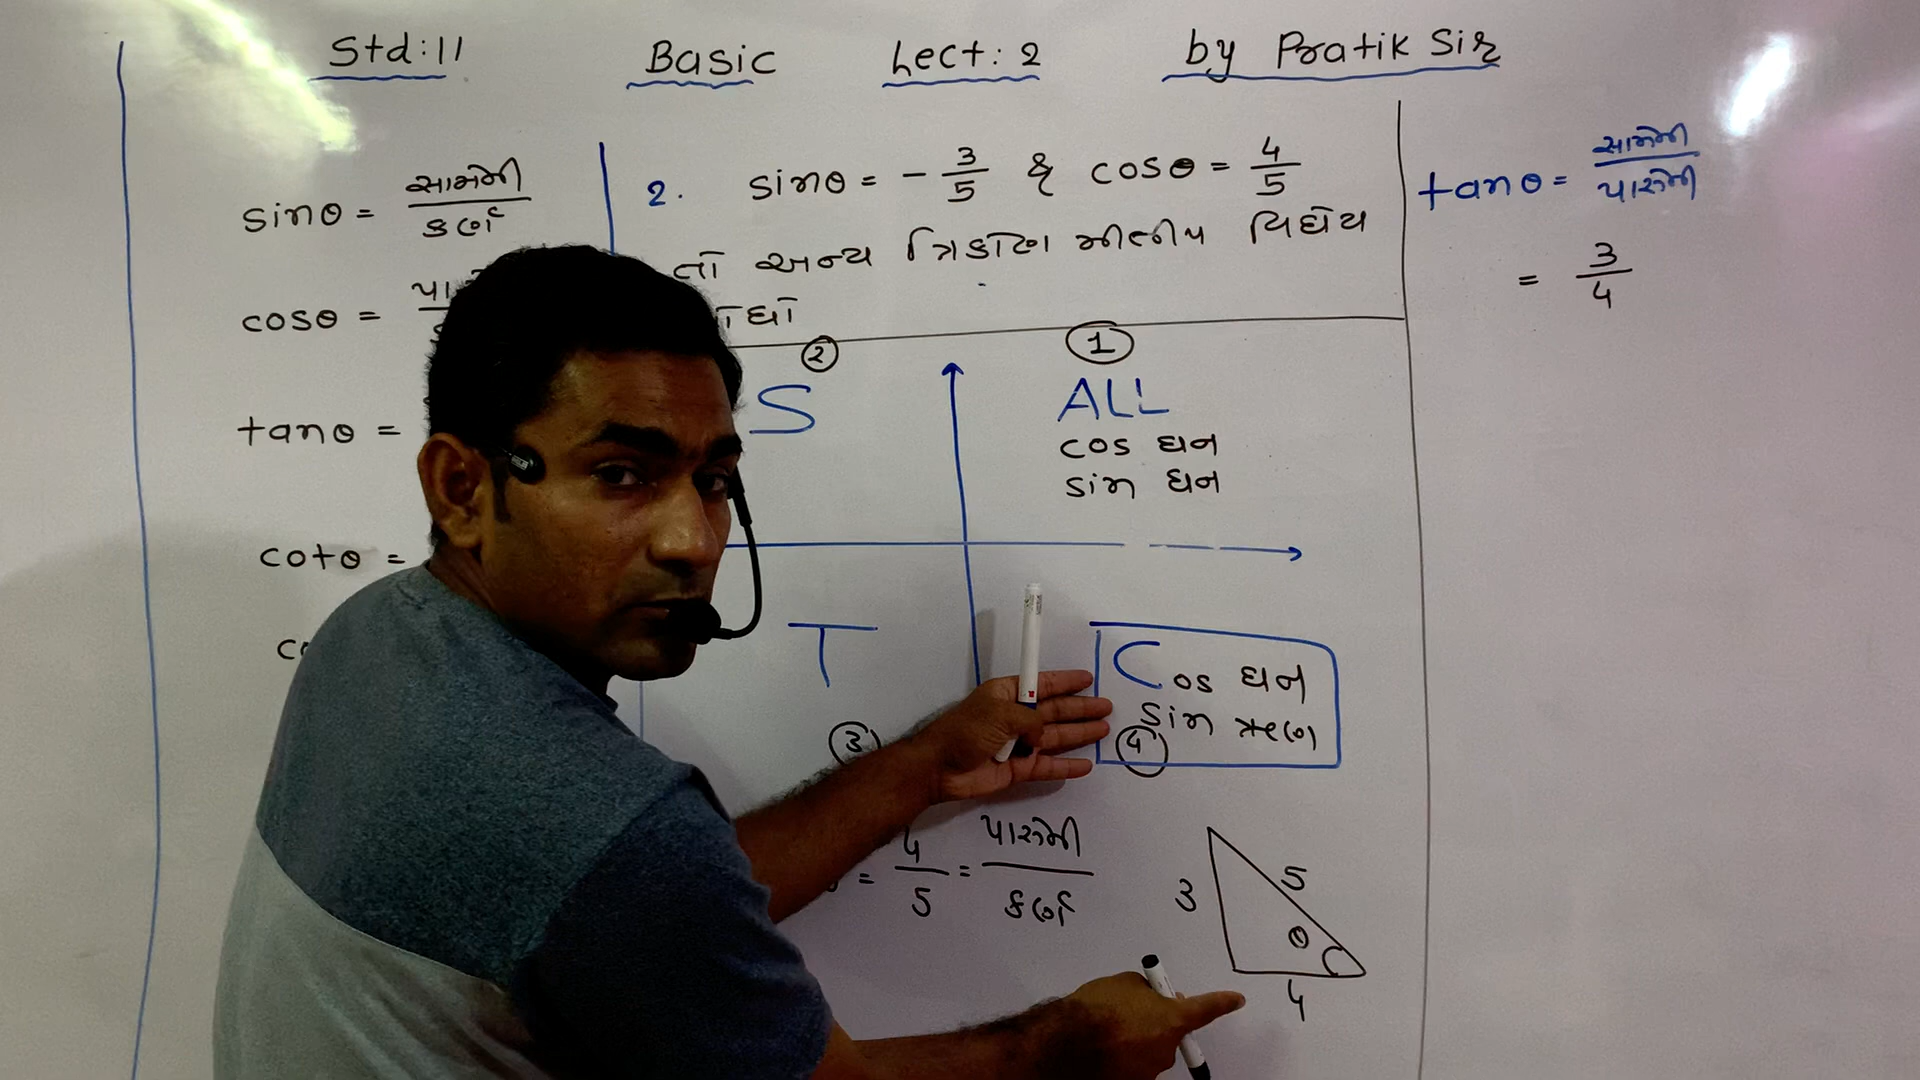 Std:11 Basic Lect: 2 by Pratik Sir
sinθ = સામેની / કર્ણ
cosθ =
tanθ =
cotθ =
2. sinθ = - 3/5 & cosθ = 4/5
તો અન્ય ત્રિકોણ મીતીય વિધેય
tanθ = સામેની / પાસેની
= 3/4
2
S
1
ALL
cos ધન
sin ધન
T
3
Cos ધન
sin ઋણ
4
= 4/5 = પાસેની / કર્ણ
3
5
θ
4